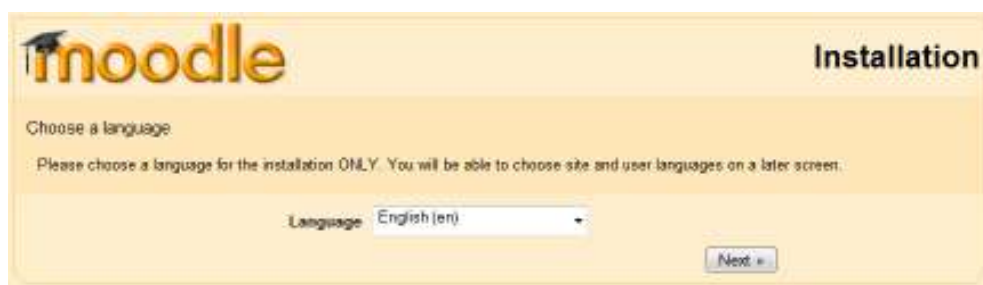 moodle
Installation
Choose a language
Please choose a language for the installation ONLY. You will be able to choose site and user languages on a later screen.
Language English (en)
Next »